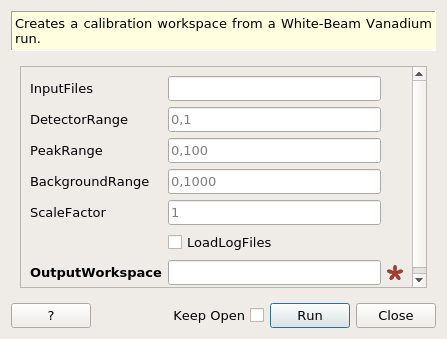 Creates a calibration workspace from a White-Beam Vanadium
run.
InputFiles
DetectorRange 0,1
PeakRange 0,100
BackgroundRange 0,1000
ScaleFactor 1
LoadLogFiles
OutputWorkspace *
? Keep Open Run Close